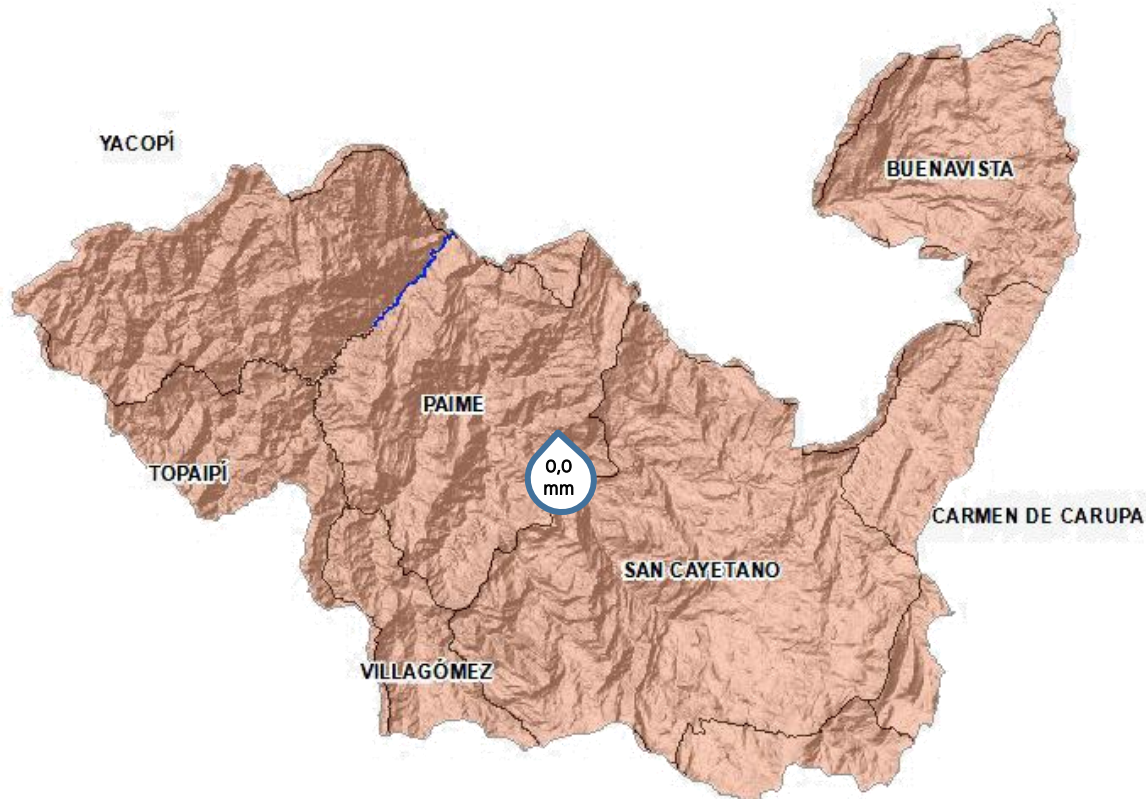 YACOPÍ
BUENAVISTA
PAIME
0,0
mm
TOPAIPÍ
CARMEN DE CARUPA
SAN CAYETANO
VILLAGÓMEZ